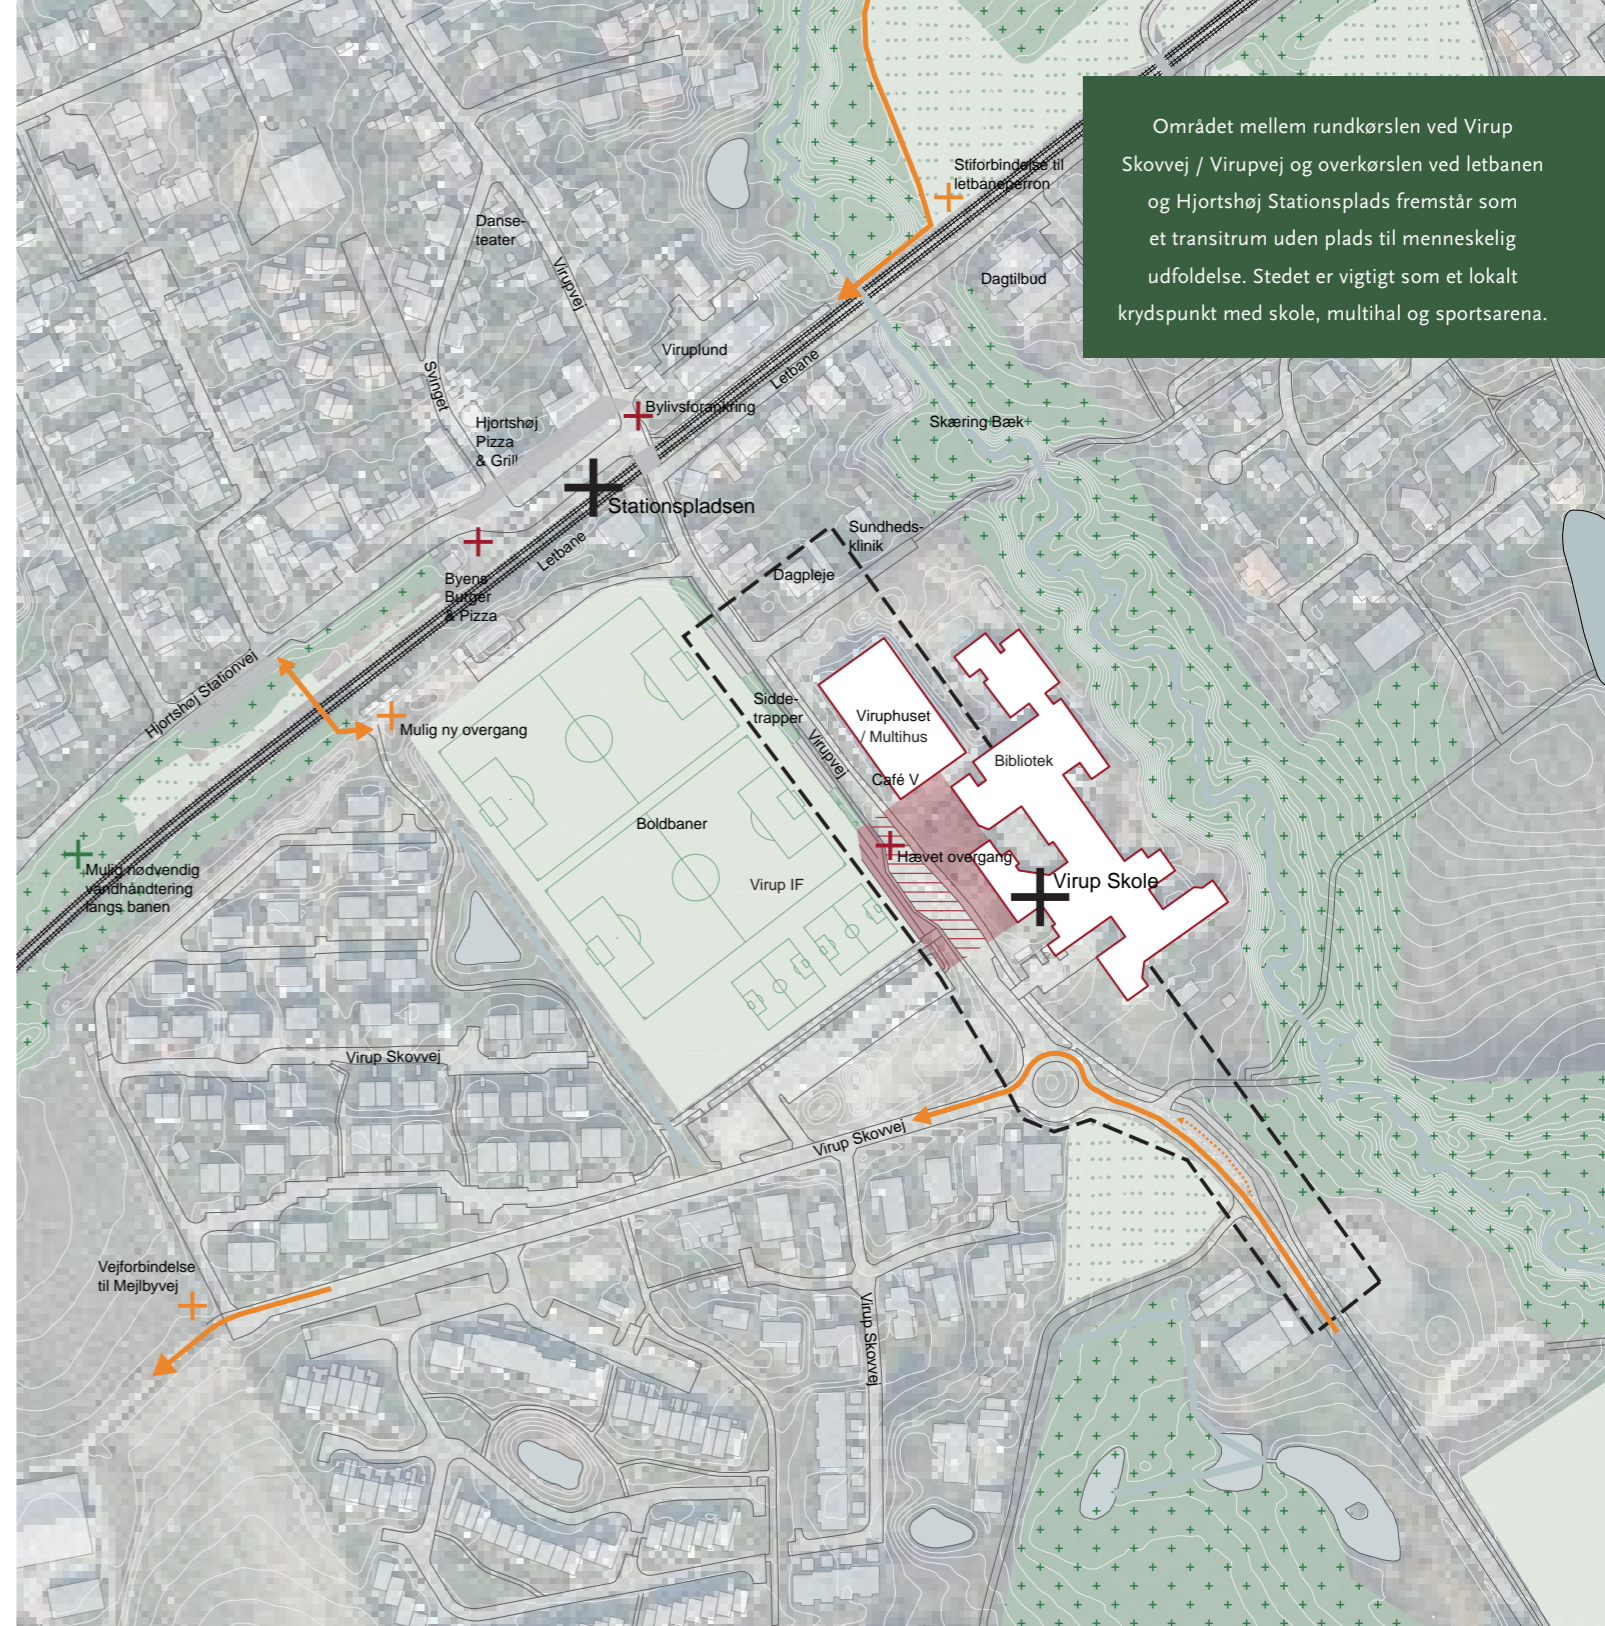 Området mellem rundkørslen ved Virup
Skovvej / Virupvej og overkørslen ved letbanen
og Hjortshøj Stationsplads fremstår som
et transitrum uden plads til menneskelig
udfoldelse. Stedet er vigtigt som et lokalt
krydspunkt med skole, multihal og sportsarena.
Stiforbindelse til
letbaneperron
Danse-
teater
Virupvej
Dagtilbud
Viruplund
Letbane
Svinget
Bylivsforankring
Hjortshøj
Pizza
& Grill
Skæring Bæk
Stationspladsen
Sundheds-
klinik
Letbane
Dagpleje
Byens
Burger
& Pizza
Hjortshøj Stationvej
Mulig ny overgang
Sidde-
trapper
Virupvej
Viruphuset
/ Multihus
Bibliotek
Café V
Boldbaner
Hævet overgang
Virup IF
Virup Skole
Mulig nødvendig
vandhåndtering
langs banen
Virup Skovvej
Virup Skovvej
Vejforbindelse
til Mejlbyvej
Virup Skovvej